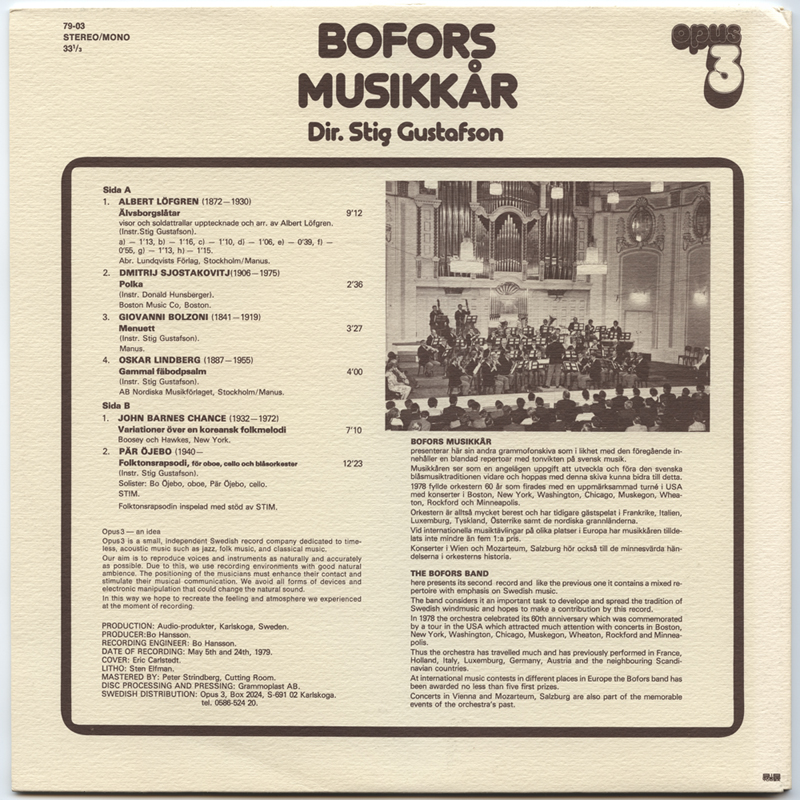 79-03
STEREO/MONO
33 1/3
BOFORS
MUSIKKÅR
Dir. Stig Gustafson
opus
3
Sida A
1. ALBERT LÖFGREN (1872—1930)
Älvsborgslåtar 9'12
visor och soldattrallar upptecknade och arr. av Albert Löfgren.
(Instr.Stig Gustafson).
a) — 1'13, b) — 1'16, c) — 1'10, d) — 1'06, e) — 0'39, f) —
0'55, g) — 1'13, h) — 1'15.
Abr. Lundqvists Förlag, Stockholm/Manus.
2. DMITRIJ SJOSTAKOVITJ(1906—1975)
Polka 2'36
(Instr. Donald Hunsberger).
Boston Music Co, Boston.
3. GIOVANNI BOLZONI (1841—1919)
Menuett 3'27
(Instr. Stig Gustafson).
Manus.
4. OSKAR LINDBERG (1887—1955)
Gammal fäbodpsalm 4'00
(Instr. Stig Gustafson).
AB Nordiska Musikförlaget, Stockholm/Manus.
Sida B
1. JOHN BARNES CHANCE (1932—1972)
Variationer över en koreansk folkmelodi 7'10
Boosey och Hawkes, New York.
2. PÄR ÖJEBO (1940—
Folktonsrapsodi, för oboe, cello och blåsorkester 12'23
(Instr. Stig Gustafson).
Solister: Bo Öjebo, oboe, Pär Öjebo, cello.
STIM.
Folktonsrapsodin inspelad med stöd av STIM.
Opus3 — an idea
Opus3 is a small, independent Swedish record company dedicated to time-
less, acoustic music such as jazz, folk music, and classical music.
Our aim is to reproduce voices and instruments as naturally and accurately
as possible. Due to this, we use recording environments with good natural
ambience. The positioning of the musicians must enhance their contact and
stimulate their musical communication. We avoid all forms of devices and
electronic manipulation that could change the natural sound.
In this way we hope to recreate the feeling and atmosphere we experienced
at the moment of recording.
PRODUCTION: Audio-produkter, Karlskoga, Sweden.
PRODUCER:Bo Hansson.
RECORDING ENGINEER: Bo Hansson.
DATE OF RECORDING: May 5th and 24th, 1979.
COVER: Eric Carlstedt.
LITHO: Sten Elfman.
MASTERED BY: Peter Strindberg, Cutting Room.
DISC PROCESSING AND PRESSING: Grammoplast AB.
SWEDISH DISTRIBUTION: Opus 3, Box 2024, S-691 02 Karlskoga.
tel. 0586-524 20.
BOFORS MUSIKKÅR
presenterar här sin andra grammofonskiva som i likhet med den föregående in-
nehåller en blandad repertoar med tonvikten på svensk musik.
Musikkåren ser som en angelägen uppgift att utveckla och föra den svenska
blåsmusiktraditionen vidare och hoppas med denna skiva kunna bidra till detta.
1978 fyllde orkestern 60 år som firades med en uppmärksammad turné i USA
med konserter i Boston, New York, Washington, Chicago, Muskegon, Whea-
ton, Rockford och Minneapolis.
Orkestern är alltså mycket berest och har tidigare gästspelat i Frankrike, Italien,
Luxemburg, Tyskland, Österike samt de nordiska grannländerna.
Vid internationella musiktävlingar på olika platser i Europa har musikkåren tillde-
lats inte mindre än fem 1:a pris.
Konserter i Wien och Mozarteum, Salzburg hör också till de minnesvärda hän-
delserna i orkesterns historia.
THE BOFORS BAND
here presents its second record and like the previous one it contains a mixed re-
pertoire with emphasis on Swedish music.
The band considers it an important task to develope and spread the tradition of
Swedish windmusic and hopes to make a contribution by this record.
In 1978 the orchestra celebrated its 60th anniversary which was commemorated
by a tour in the USA which attracted much attention with concerts in Boston,
New York, Washington, Chicago, Muskegon, Wheaton, Rockford and Minnea-
polis.
Thus the orchestra has travelled much and has previously performed in France,
Holland, Italy, Luxemburg, Germany, Austria and the neighbouring Scandi-
navian countries.
At international music contests in different places in Europe the Bofors band has
been awarded no less than five first prizes.
Concerts in Vienna and Mozarteum, Salzburg are also part of the memorable
events of the orchestra's past.